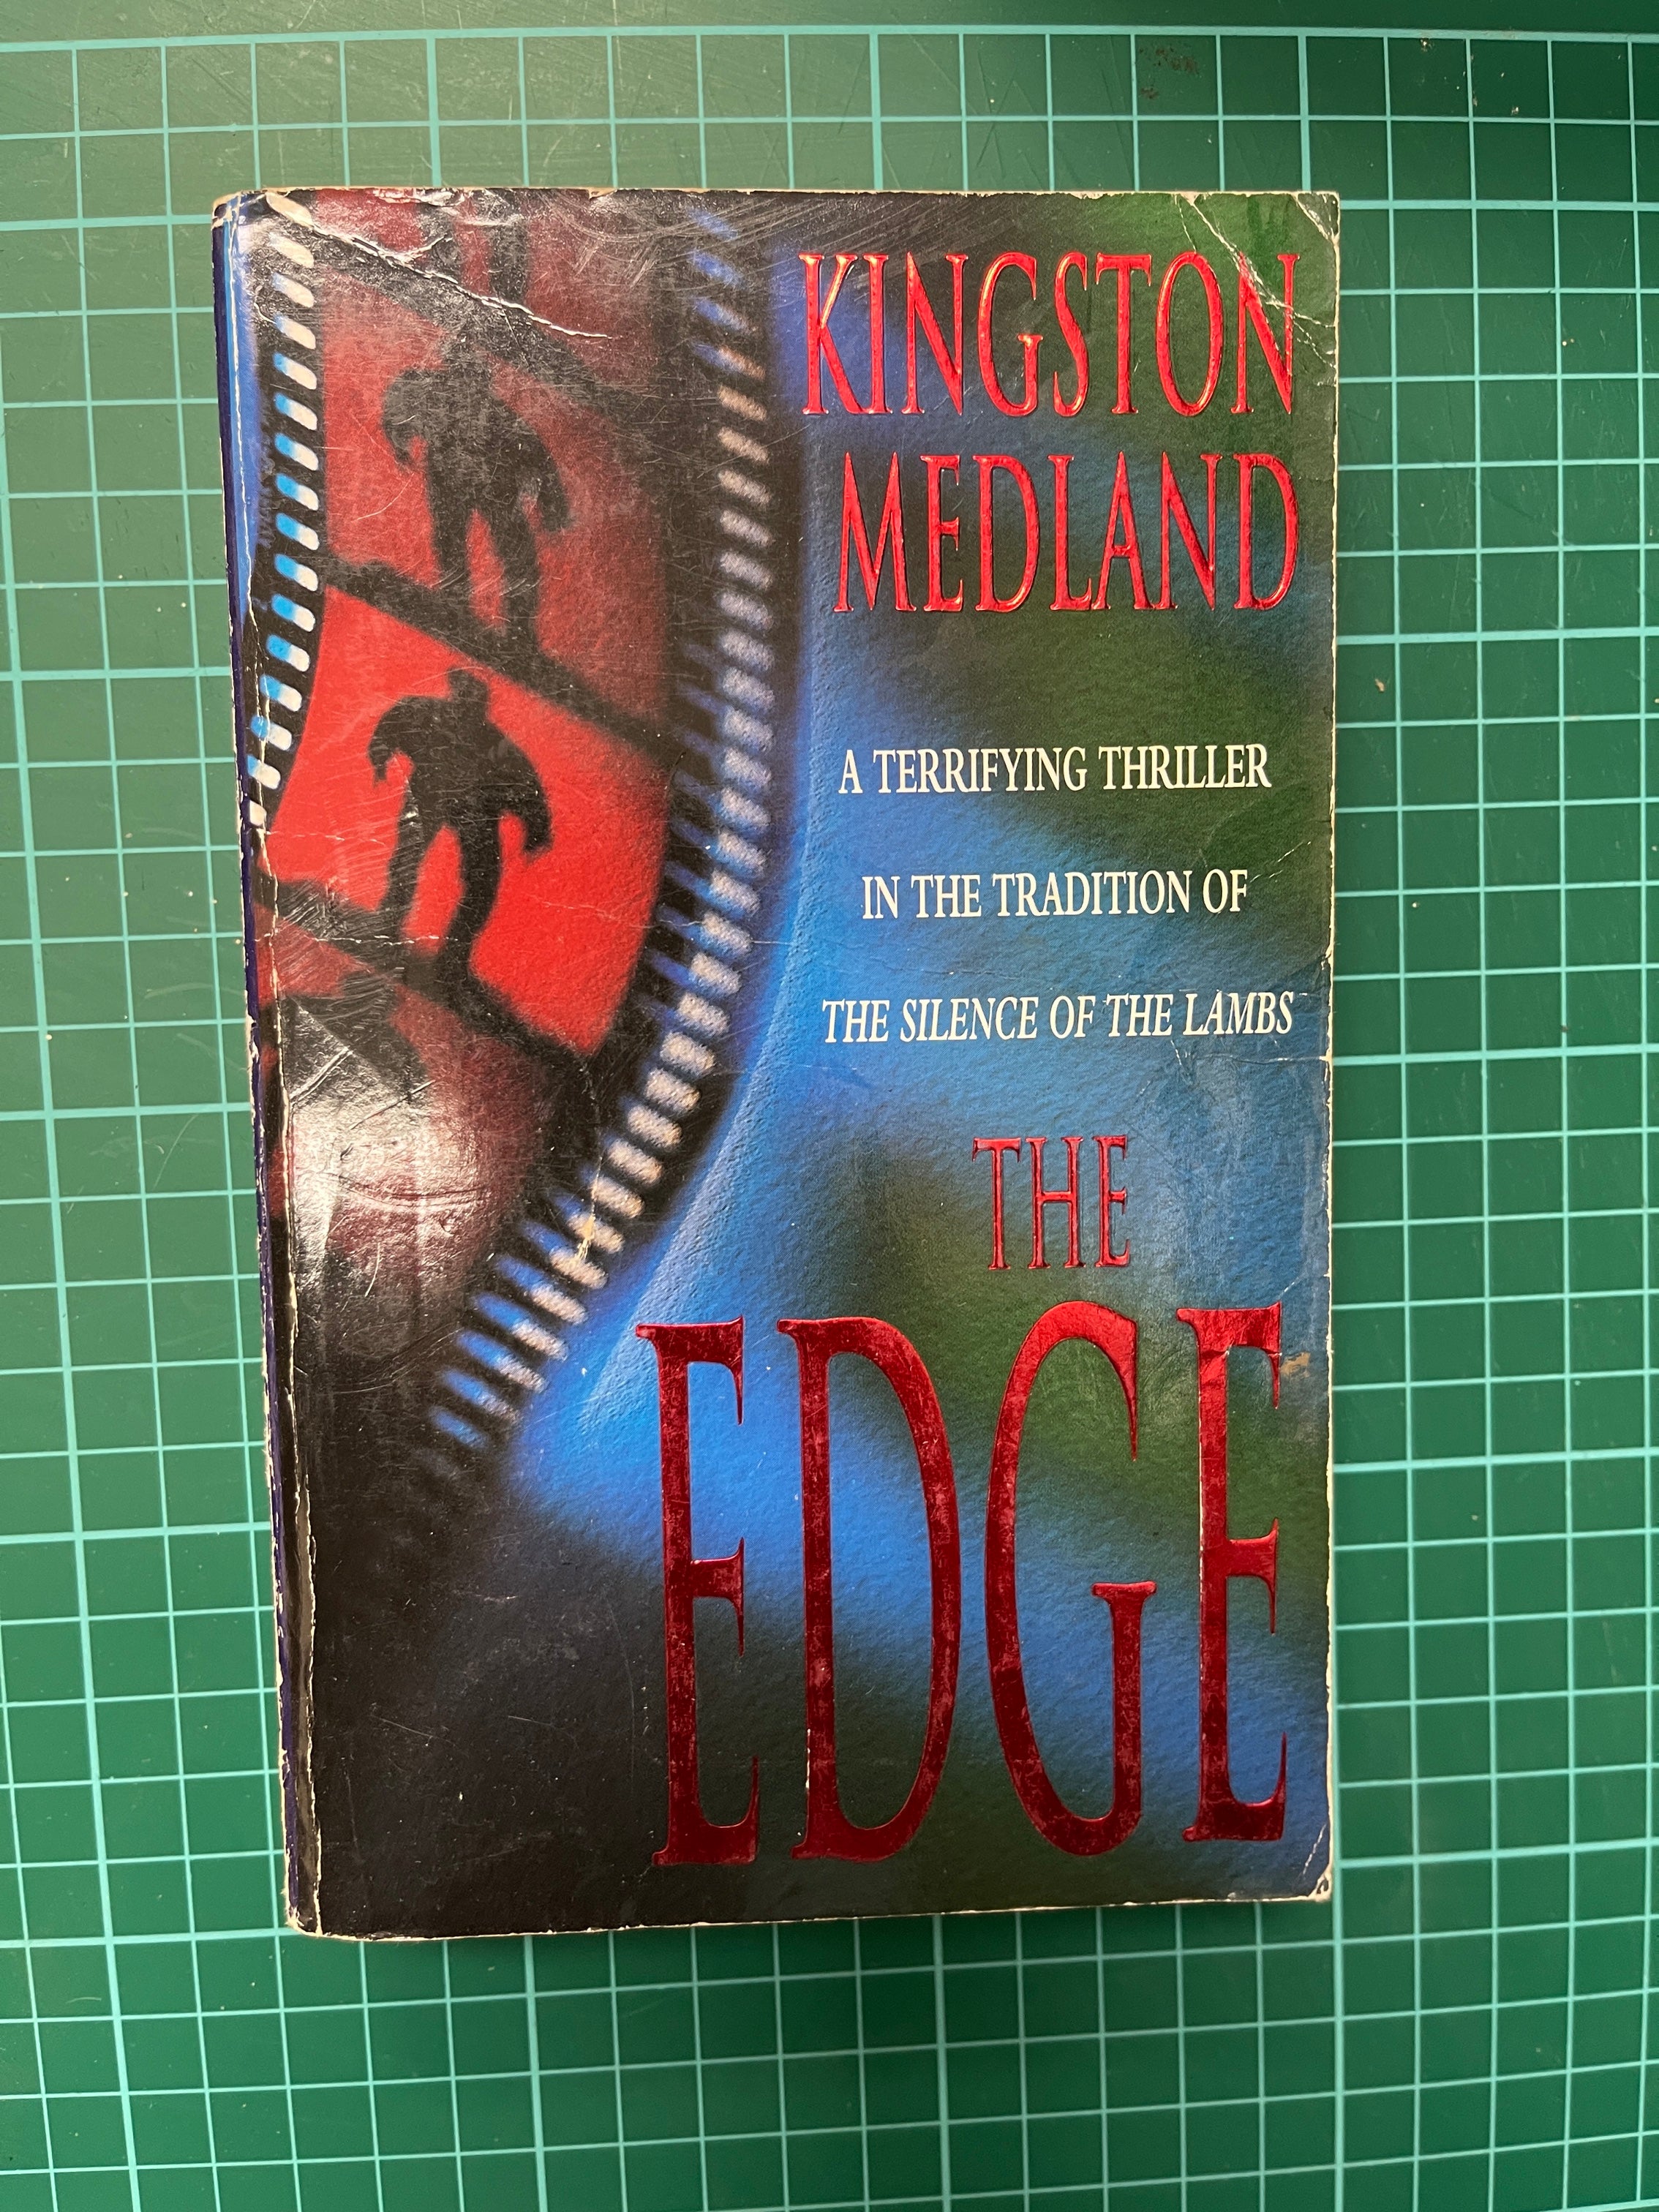 KINGSTON
MEDLAND
A TERRIFYING THRILLER
IN THE TRADITION OF
THE SILENCE OF THE LAMBS
THE
EDGE